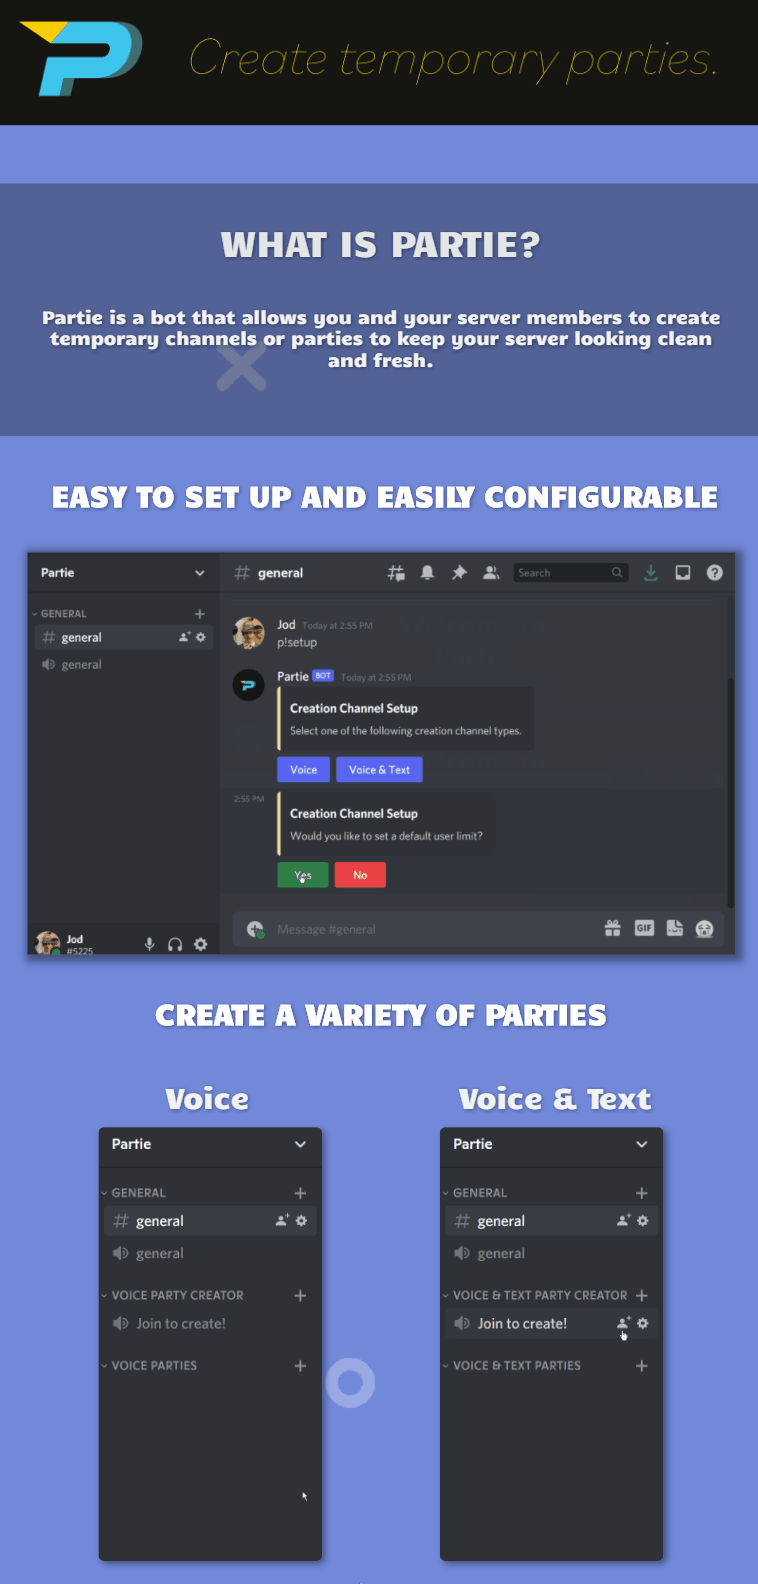 Create temporary parties.
WHAT IS PARTIE?
Partie is a bot that allows you and your server members to create
temporary channels or parties to keep your server looking clean
and fresh.
EASY TO SET UP AND EASILY CONFIGURABLE
Partie
# general
Search
GENERAL
# general
general
Jod Today at 2:55 PM
p!setup
Partie BOT Today at 2:55 PM
Creation Channel Setup
Select one of the following creation channel types.
Voice Voice & Text
2:55 PM
Creation Channel Setup
Would you like to set a default user limit?
Yes No
Message #general
GIF
Jod
#5225
CREATE A VARIETY OF PARTIES
Voice
Partie
GENERAL
# general
general
VOICE PARTY CREATOR
Join to create!
VOICE PARTIES
Voice & Text
Partie
GENERAL
# general
general
VOICE & TEXT PARTY CREATOR
Join to create!
VOICE & TEXT PARTIES